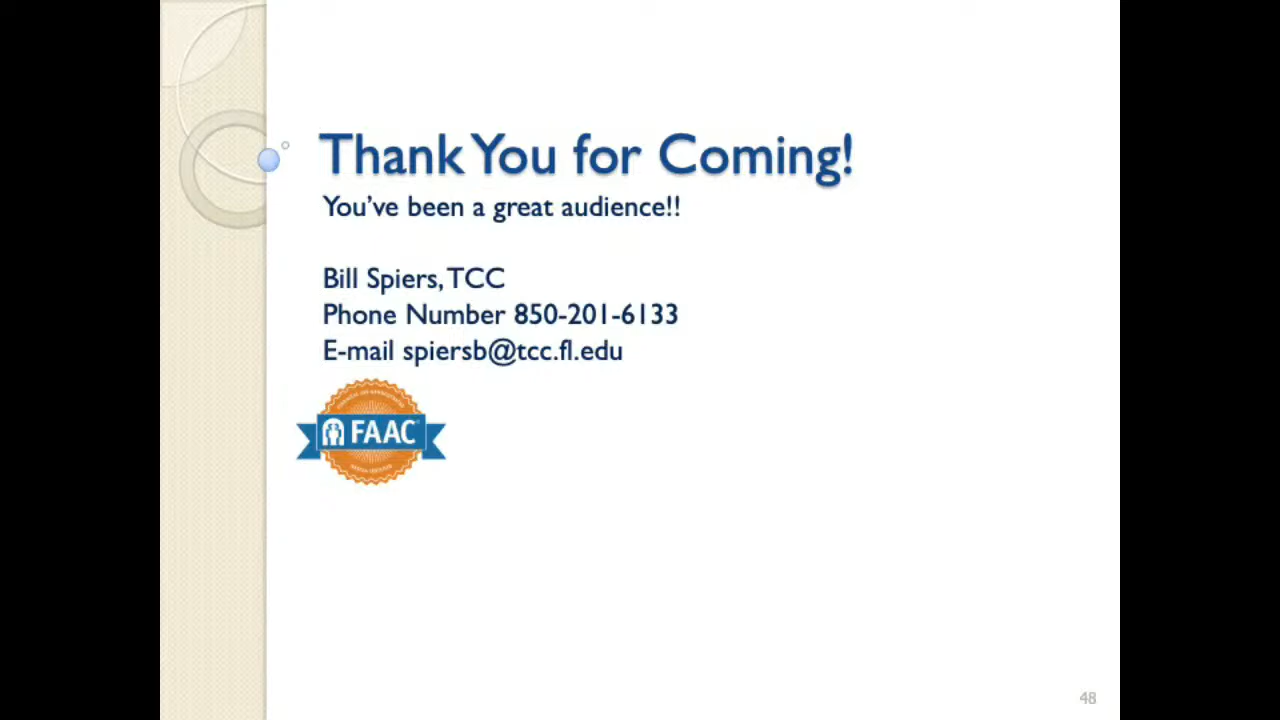 Thank You for Coming!
You’ve been a great audience!!
Bill Spiers, TCC
Phone Number 850-201-6133
E-mail spiersb@tcc.fl.edu
FAAC
48